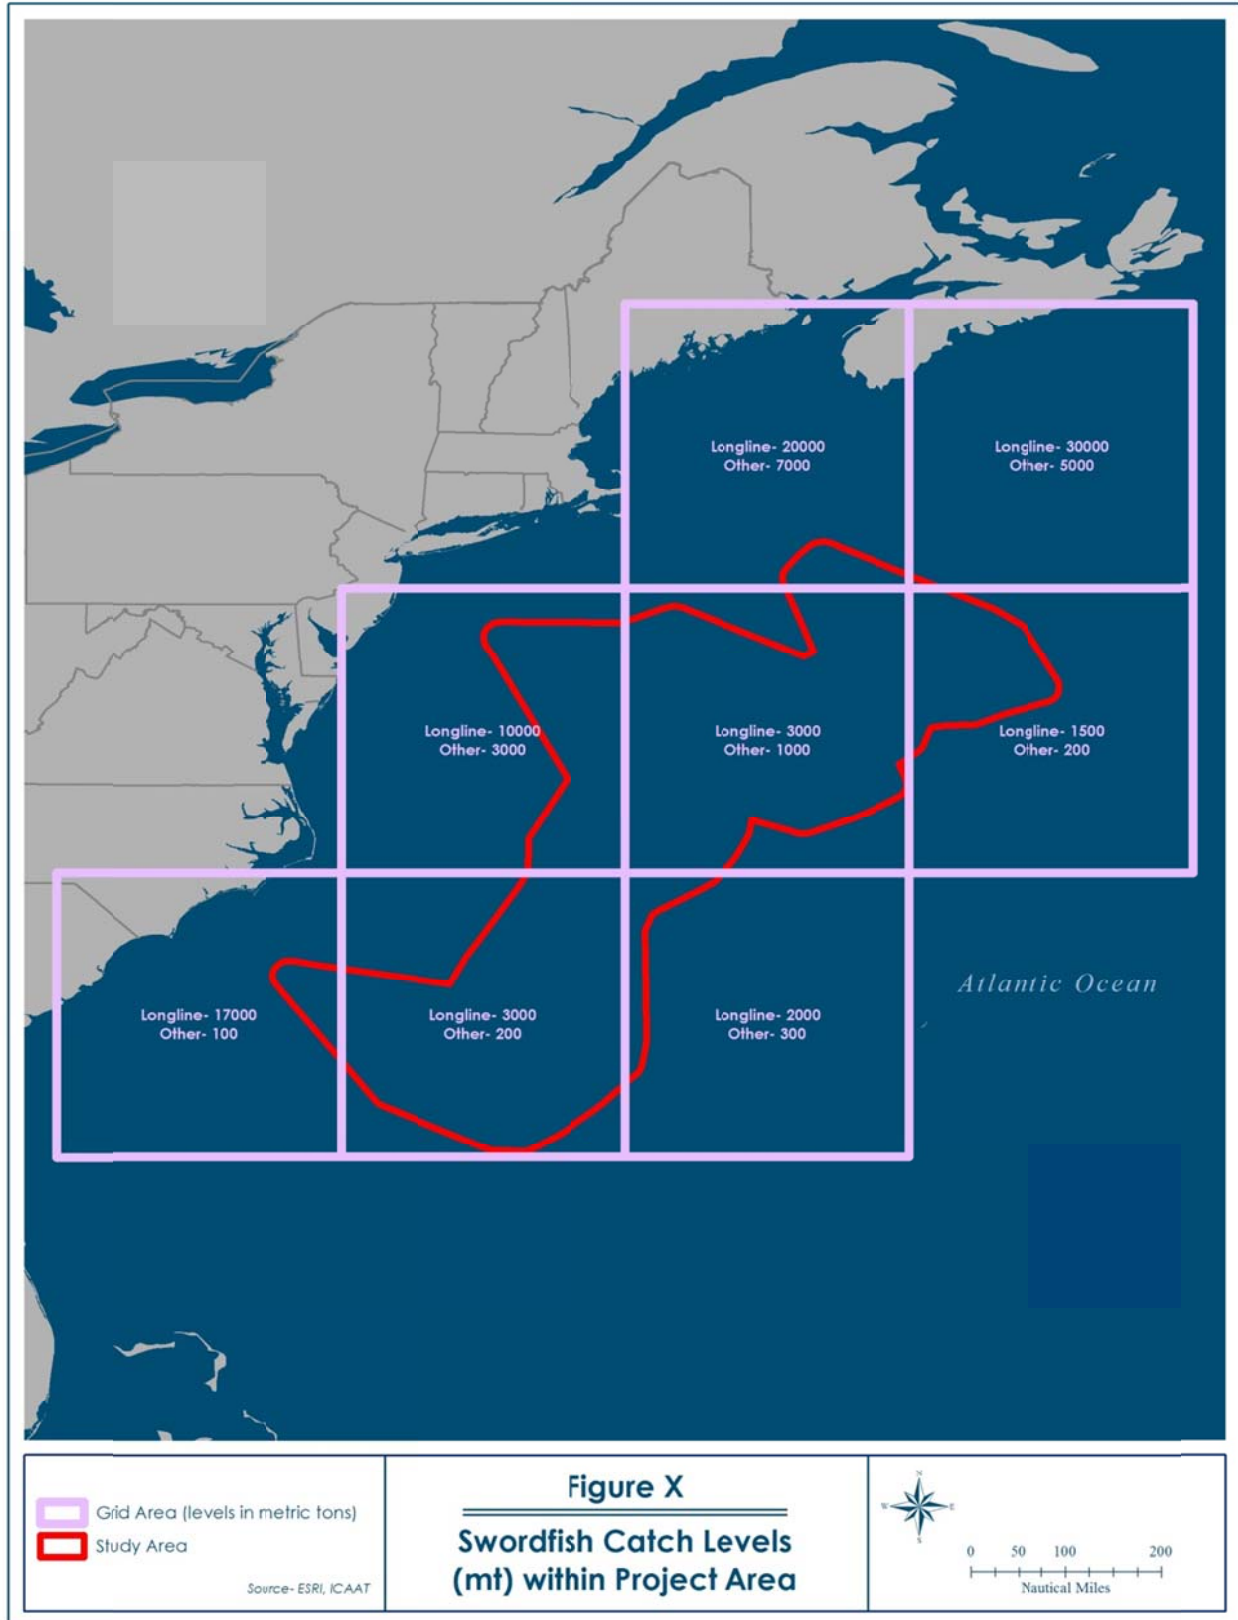 Longline- 20000
Other- 7000
Longline- 30000
Other- 5000
Longline- 10000
Other- 3000
Longline- 3000
Other- 1000
Longline- 1500
Other- 200
Longline- 17000
Other- 100
Longline- 3000
Other- 200
Longline- 2000
Other- 300
Atlantic Ocean
Grid Area (levels in metric tons)
Study Area
Source- ESRI, ICAAT
Figure X
Swordfish Catch Levels
(mt) within Project Area
N
W E
S
0 50 100 200
Nautical Miles